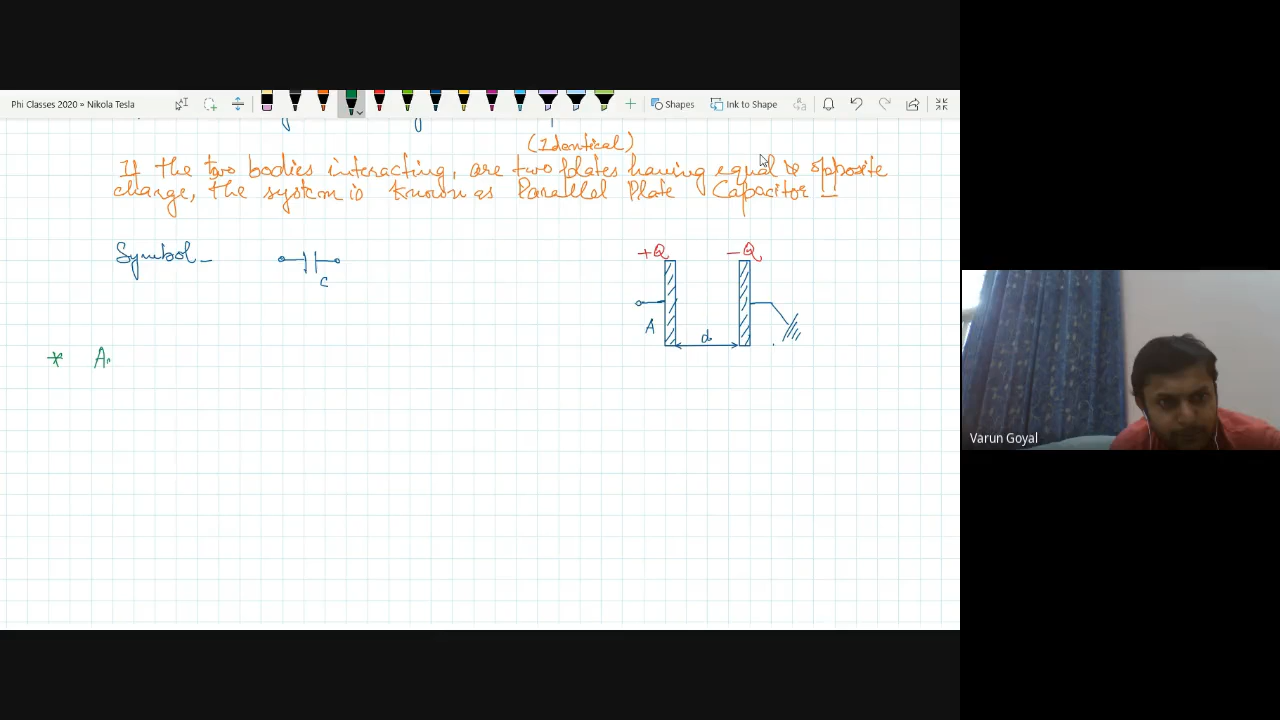 Phi Classes 2020 » Nikola Tesla
Shapes
Ink to Shape
(Identical)
If the two bodies interacting, are two plates having equal & opposite
charge, the system is known as Parallel Plate Capacitor -
Symbol -
C
+Q
-Q
A
d
* A
Varun Goyal